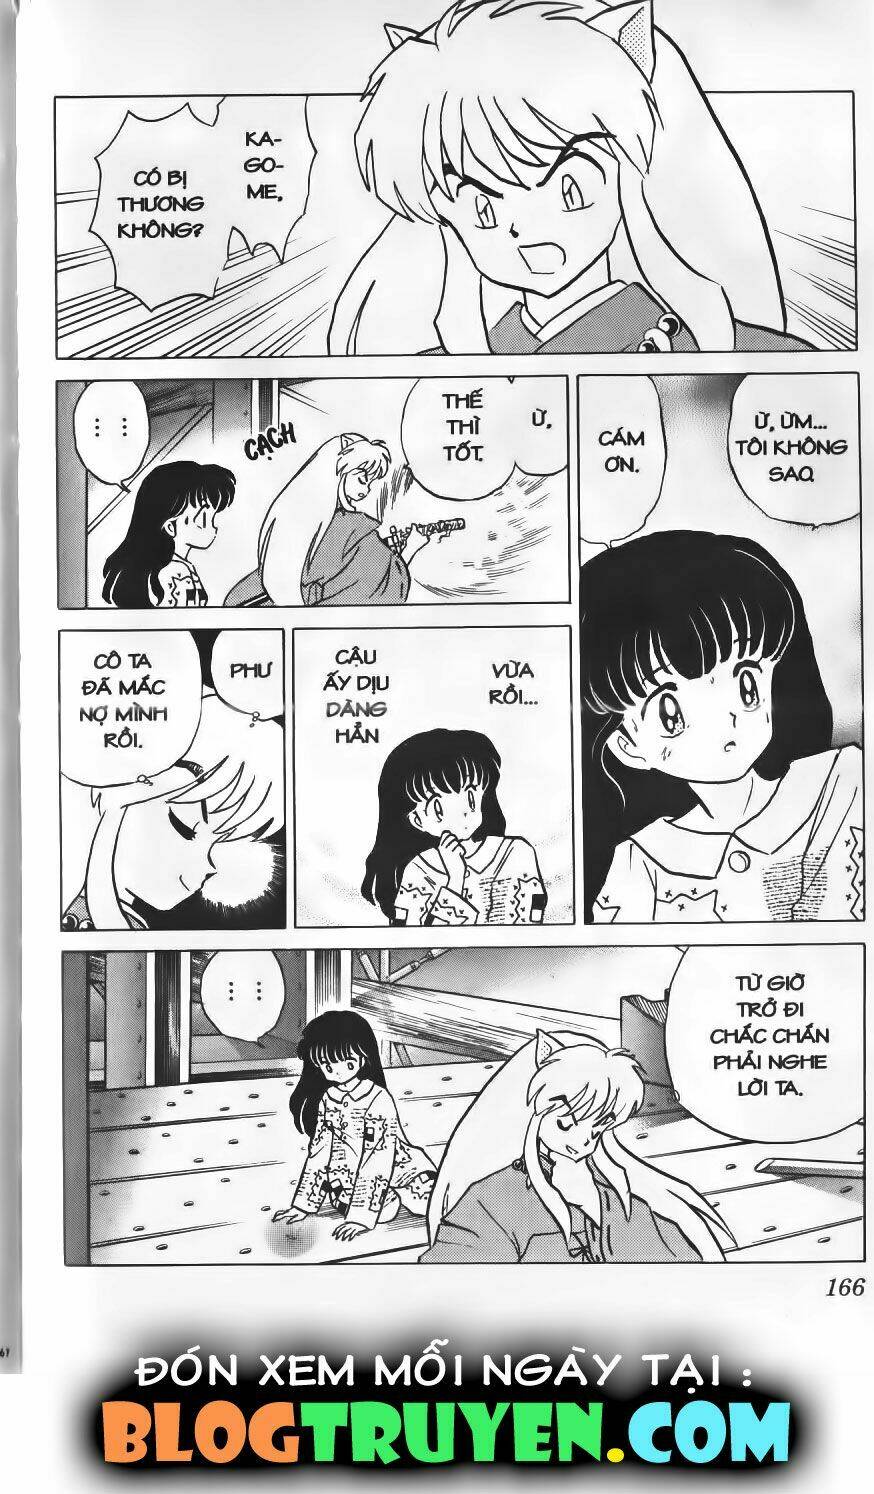 KA-
GO-
ME,
CÓ BỊ
THƯƠNG
KHÔNG?
Ừ, ỪM...
TÔI KHÔNG
SAO.
CÁM
ƠN.
Ừ,
THẾ
THÌ
TỐT.
CẠCH
VỪA
RỒI...
CẬU
ẤY DỊU
DÀNG
HẲN
PHƯ
CÔ TA
ĐÃ MẮC
NỢ MÌNH
RỒI.
TỪ GIỜ
TRỞ ĐI
CHẮC CHẮN
PHẢI NGHE
LỜI TA.
166
ĐÓN XEM MỖI NGÀY TẠI :
BLOGTRUYEN.COM